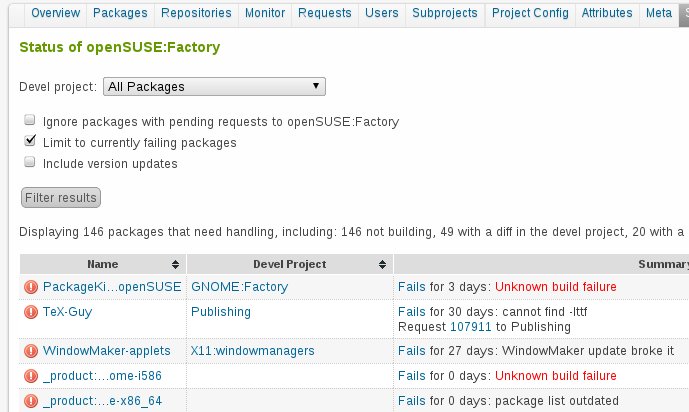 Overview Packages Repositories Monitor Requests Users Subprojects Project Config Attributes Meta
Status of openSUSE:Factory
Devel project: All Packages
Ignore packages with pending requests to openSUSE:Factory
Limit to currently failing packages
Include version updates
Filter results
Displaying 146 packages that need handling, including: 146 not building, 49 with a diff in the devel project, 20 with a
Name Devel Project Summary
PackageKi...openSUSE GNOME:Factory Fails for 3 days: Unknown build failure
TeX-Guy Publishing Fails for 30 days: cannot find -lttf
Request 107911 to Publishing
WindowMaker-applets X11:windowmanagers Fails for 27 days: WindowMaker update broke it
_product:...ome-i586 Fails for 0 days: Unknown build failure
_product:...e-x86_64 Fails for 0 days: package list outdated